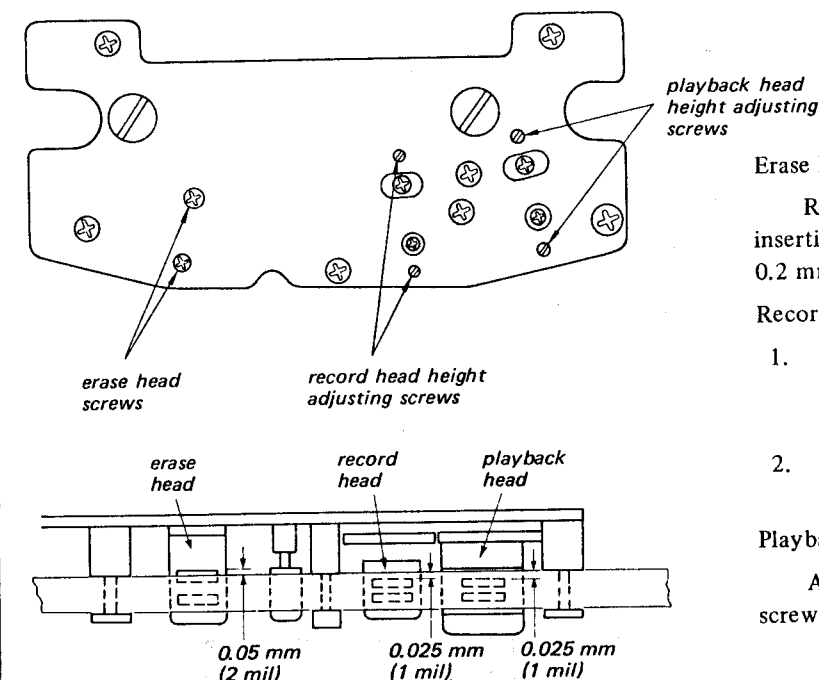 playback head
height adjusting
screws
erase head
screws
record head height
adjusting screws
erase
head
record
head
playback
head
0.05 mm
(2 mil)
0.025 mm
(1 mil)
0.025 mm
(1 mil)
Erase
R
inserti
0.2 m
Recor
1.
2.
Playba
A
screw